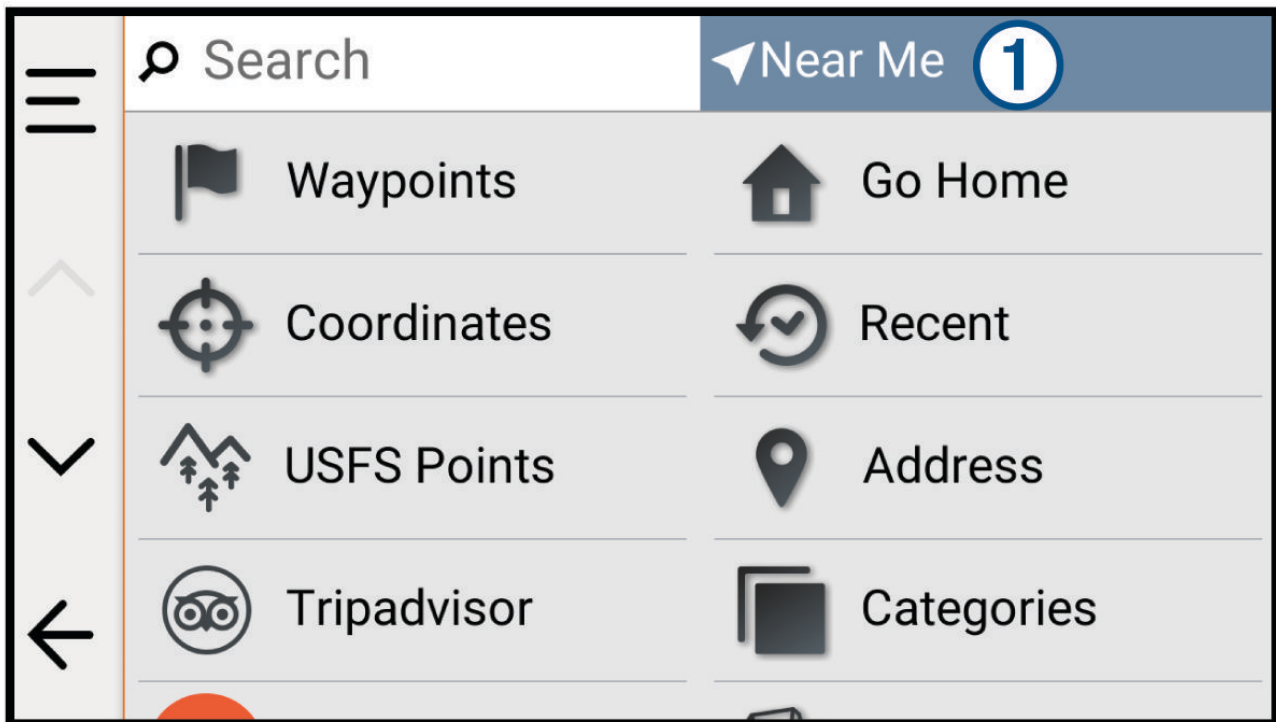 Search
Near Me 1
Waypoints
Go Home
Coordinates
Recent
USFS Points
Address
Tripadvisor
Categories